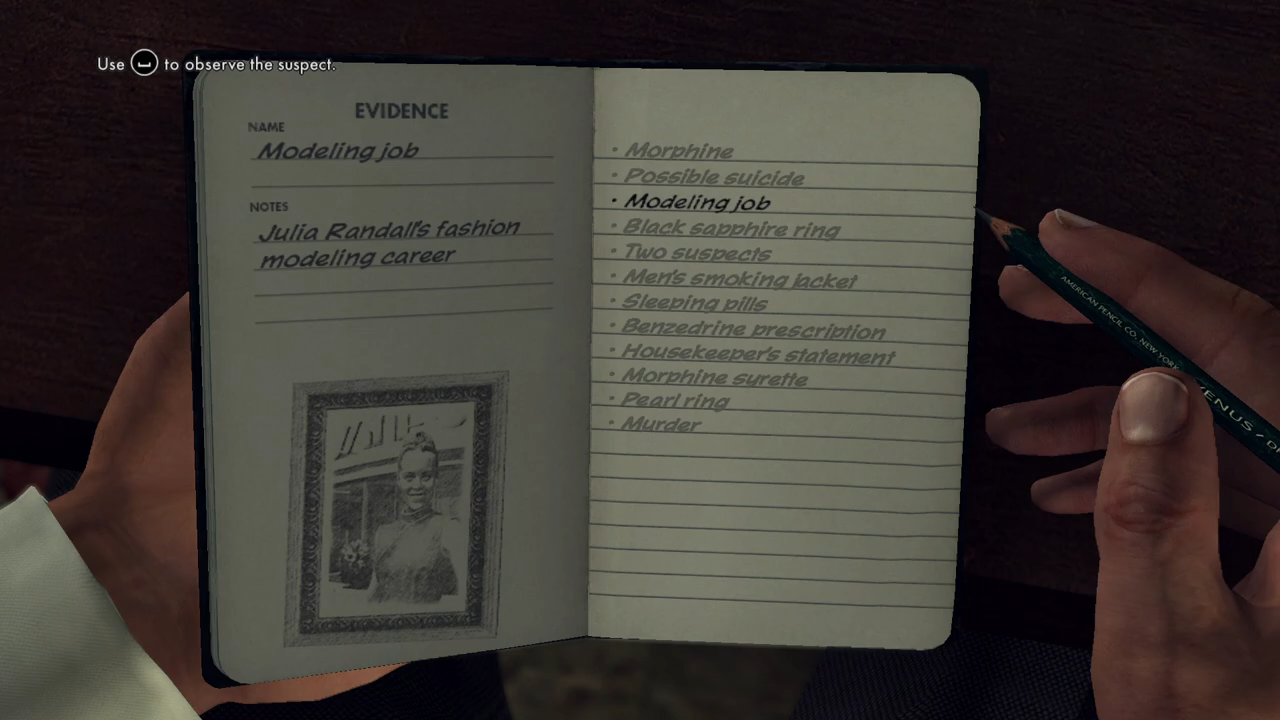 Use to observe the suspect.
EVIDENCE
NAME
Modeling job
NOTES
Julia Randall's fashion
modeling career
• Morphine
• Possible suicide
• Modeling job
• Black sapphire ring
• Two suspects
• Men's smoking jacket
• Sleeping pills
• Benzedrine prescription
• Housekeeper's statement
• Morphine syrette
• Pearl ring
• Murder
AMERICAN PENCIL CO. NEW YORK
VENUS